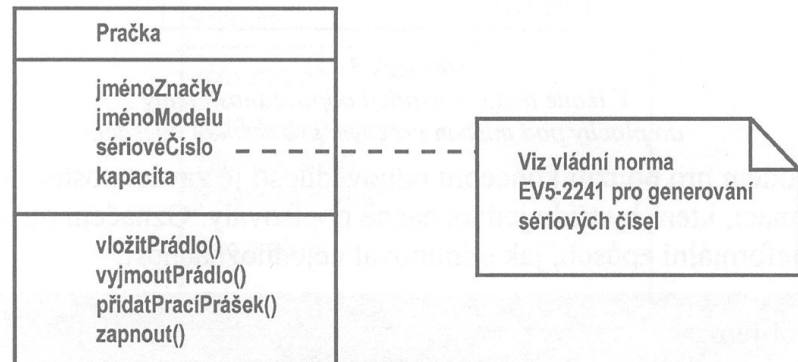 Pračka
jménoZnačky
jménoModelu
sériovéČíslo
kapacita
vložitPrádlo()
vyjmoutPrádlo()
přidatPracíPrášek()
zapnout()
Viz vládní norma
EV5-2241 pro generování
sériových čísel